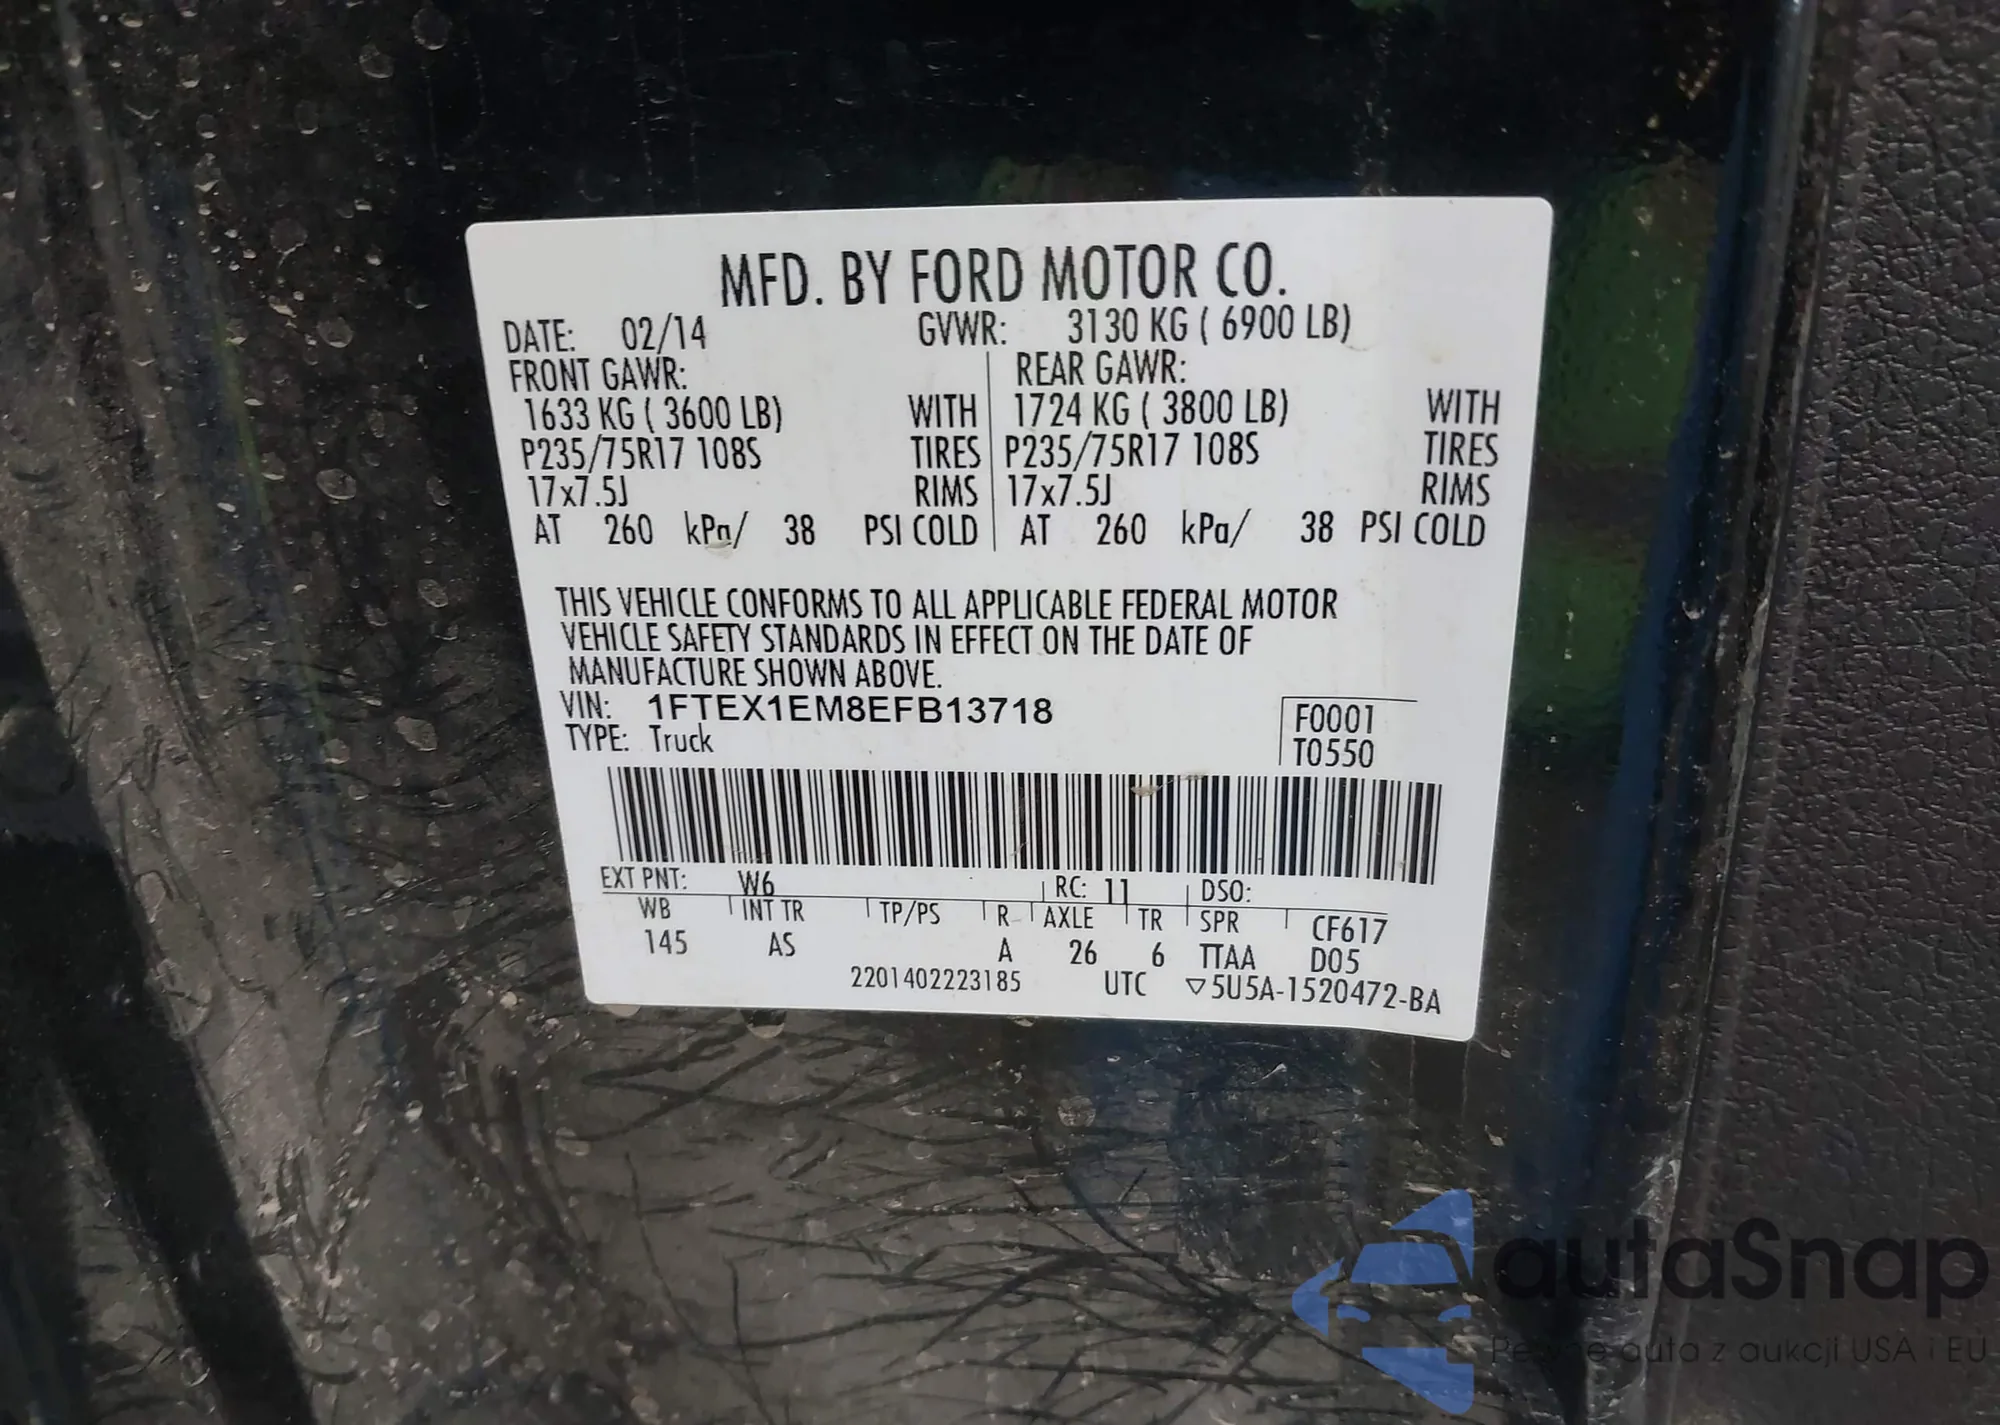 MFD. BY FORD MOTOR CO.
DATE: 02/14 GVWR: 3130 KG ( 6900 LB)
FRONT GAWR: REAR GAWR:
1633 KG ( 3600 LB) WITH 1724 KG ( 3800 LB) WITH
P235/75R17 108S TIRES P235/75R17 108S TIRES
17x7.5J RIMS 17x7.5J RIMS
AT 260 kPa/ 38 PSI COLD AT 260 kPa/ 38 PSI COLD
THIS VEHICLE CONFORMS TO ALL APPLICABLE FEDERAL MOTOR
VEHICLE SAFETY STANDARDS IN EFFECT ON THE DATE OF
MANUFACTURE SHOWN ABOVE.
VIN: 1FTEX1EM8EFB13718 F0001
TYPE: Truck T0550
EXT PNT: W6 RC: 11 DSO:
WB INT TR TP/PS R AXLE TR SPR CF617
145 AS A 26 6 TTAA D05
2201402223185 UTC ▽5U5A-1520472-BA
autaSnap
Pewne auta z aukcji USA i EU